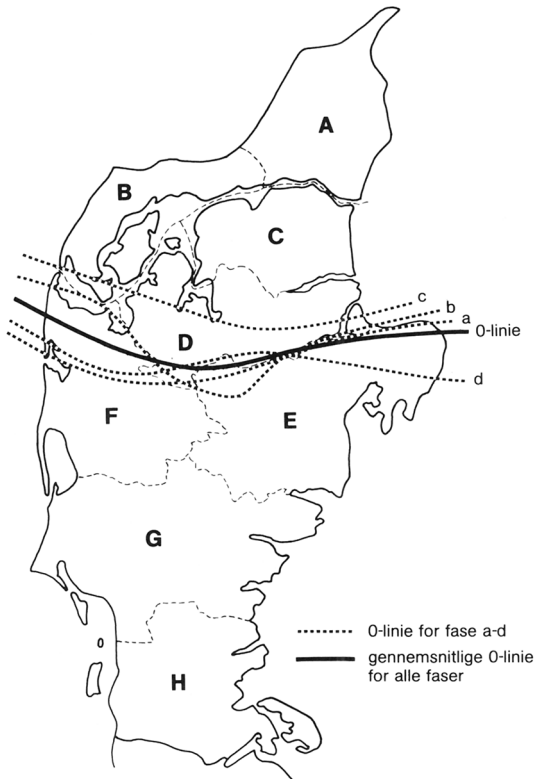 A
B
C
c
b
a
0-linie
D
d
F
E
G
0-linie for fase a-d
gennemsnitlige 0-linie
for alle faser
H